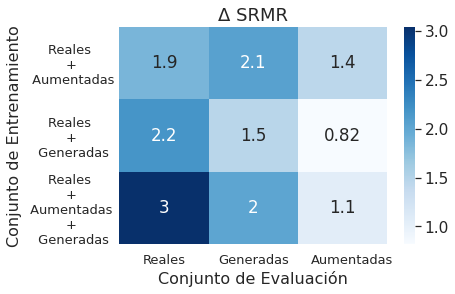 Δ SRMR
Conjunto de Entrenamiento
Reales
+
Aumentadas
1.9 2.1 1.4
Reales
+
Generadas
2.2 1.5 0.82
Reales
+
Aumentadas
+
Generadas
3 2 1.1
Reales Generadas Aumentadas
Conjunto de Evaluación
3.0
2.5
2.0
1.5
1.0